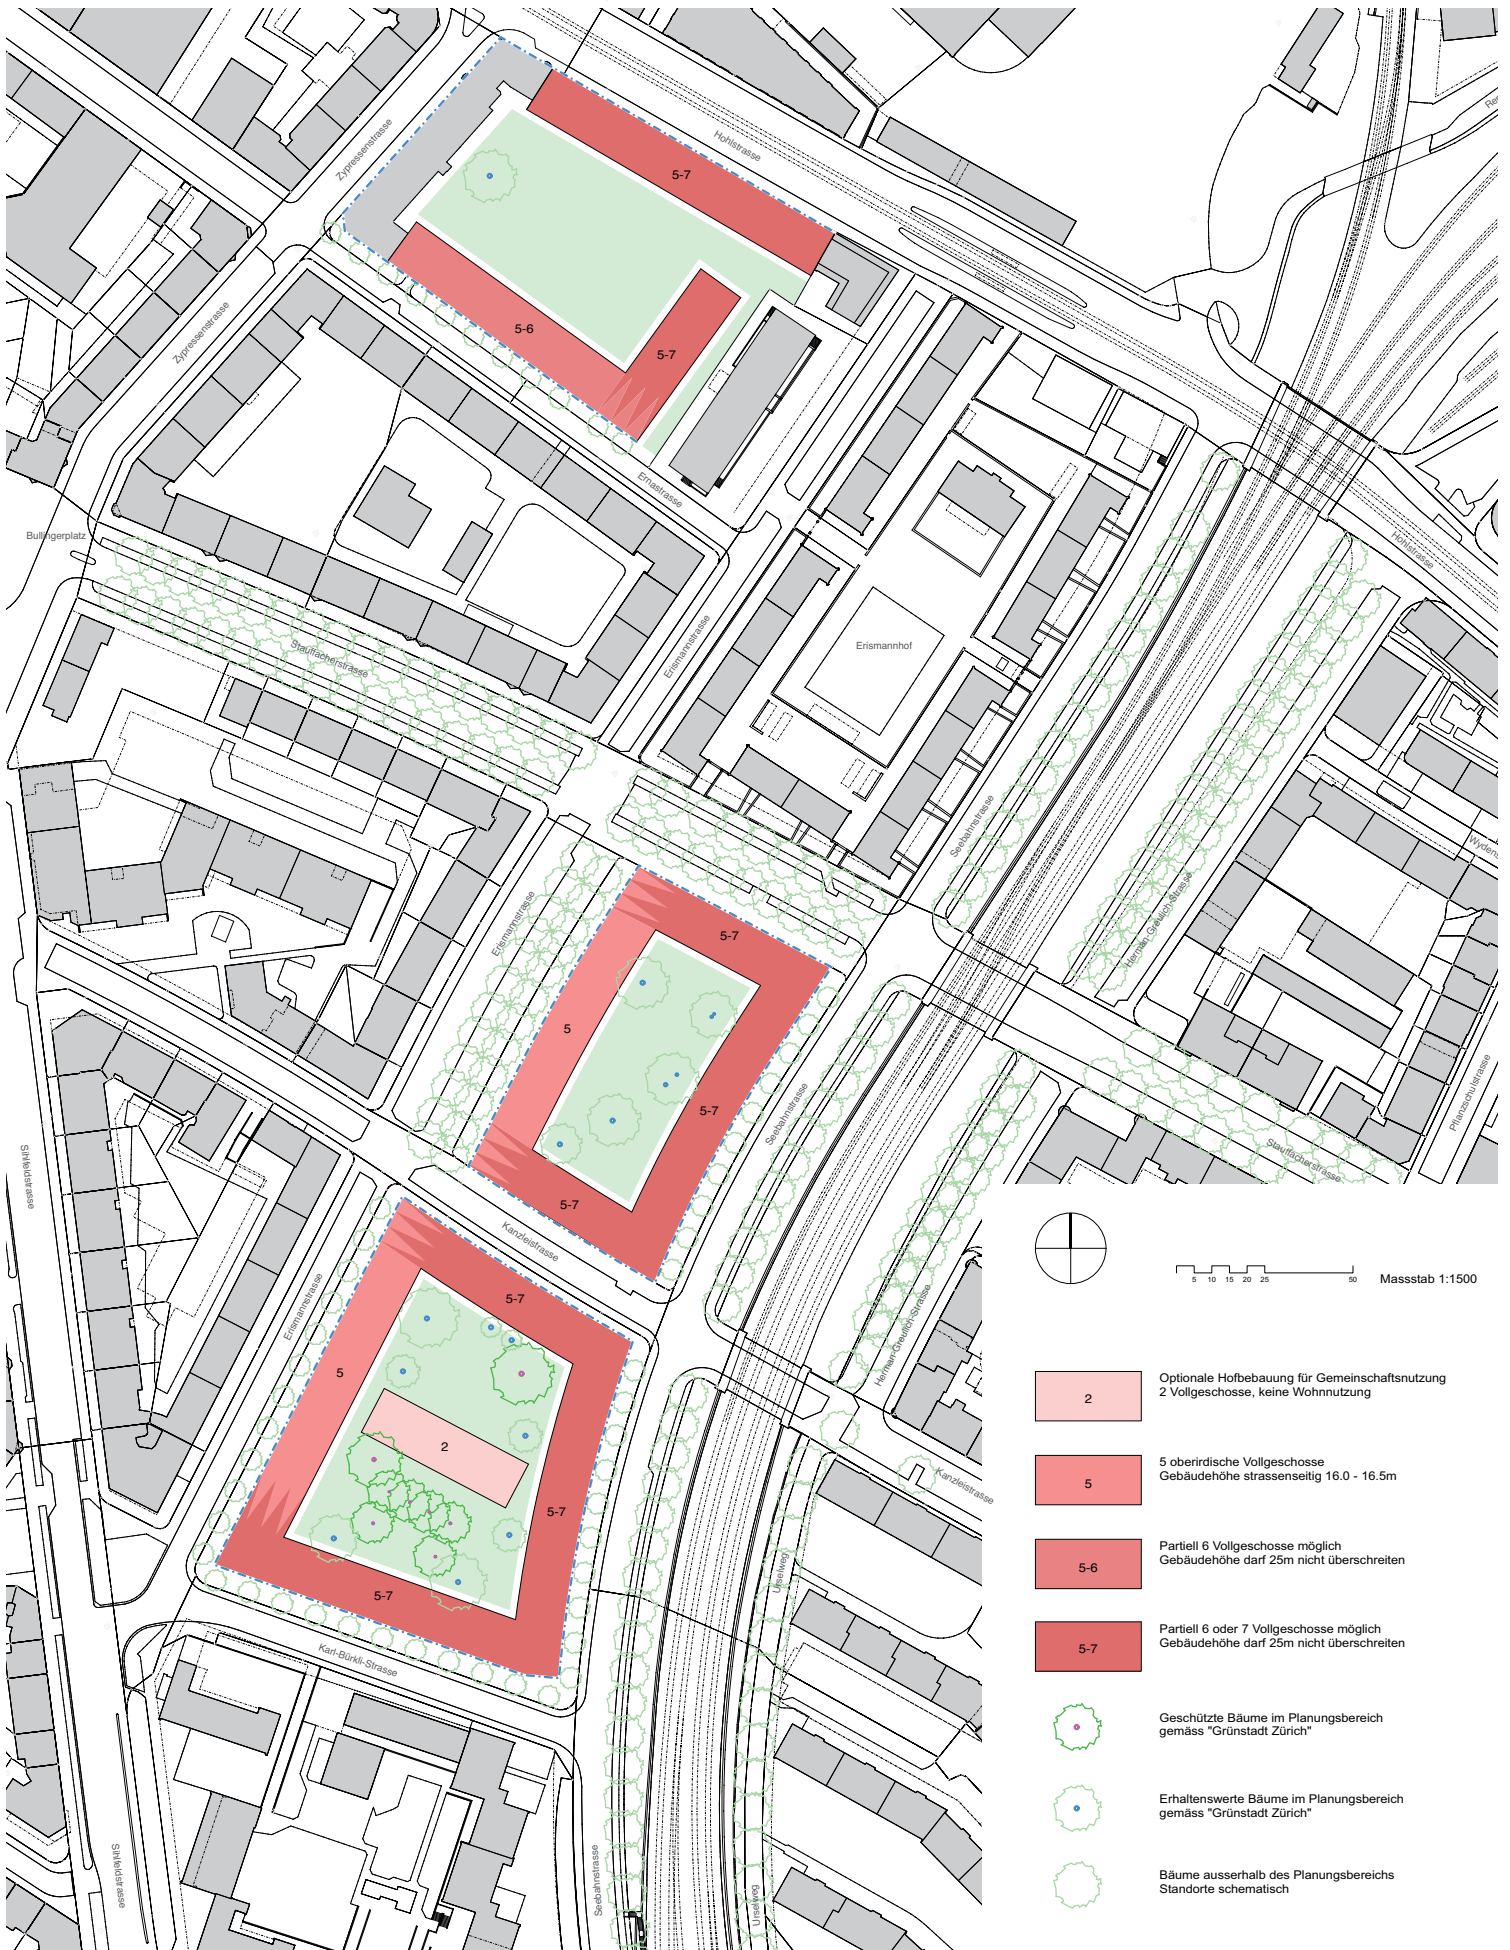 Zypressenstrasse
Hohlstrasse
5-7
Zypressenstrasse
5-6
5-7
Ernastrasse
Bullingerplatz
Hohlstrasse
Stauffacherstrasse
Erismannstrasse
Erismannhof
Seebahnstrasse
Erismannstrasse
Herman-Greulich-Strasse
5-7
5
5-7
5-7
Seebahnstrasse
Sihlfeldstrasse
Kanzleistrasse
Pflanzschulstrasse
Stauffacherstrasse
Erismannstrasse
5-7
5
2
5-7
5-7
Herman-Greulich-Strasse
Kanzleistrasse
Urselweg
Karl-Bürkli-Strasse
Sihlfeldstrasse
Seebahnstrasse
Urselweg
5 10 15 20 25 50
Massstab 1:1500
2
Optionale Hofbebauung für Gemeinschaftsnutzung
2 Vollgeschosse, keine Wohnnutzung
5
5 oberirdische Vollgeschosse
Gebäudehöhe strassenseitig 16.0 - 16.5m
5-6
Partiell 6 Vollgeschosse möglich
Gebäudehöhe darf 25m nicht überschreiten
5-7
Partiell 6 oder 7 Vollgeschosse möglich
Gebäudehöhe darf 25m nicht überschreiten
Geschützte Bäume im Planungsbereich
gemäss "Grünstadt Zürich"
Erhaltenswerte Bäume im Planungsbereich
gemäss "Grünstadt Zürich"
Bäume ausserhalb des Planungsbereichs
Standorte schematisch